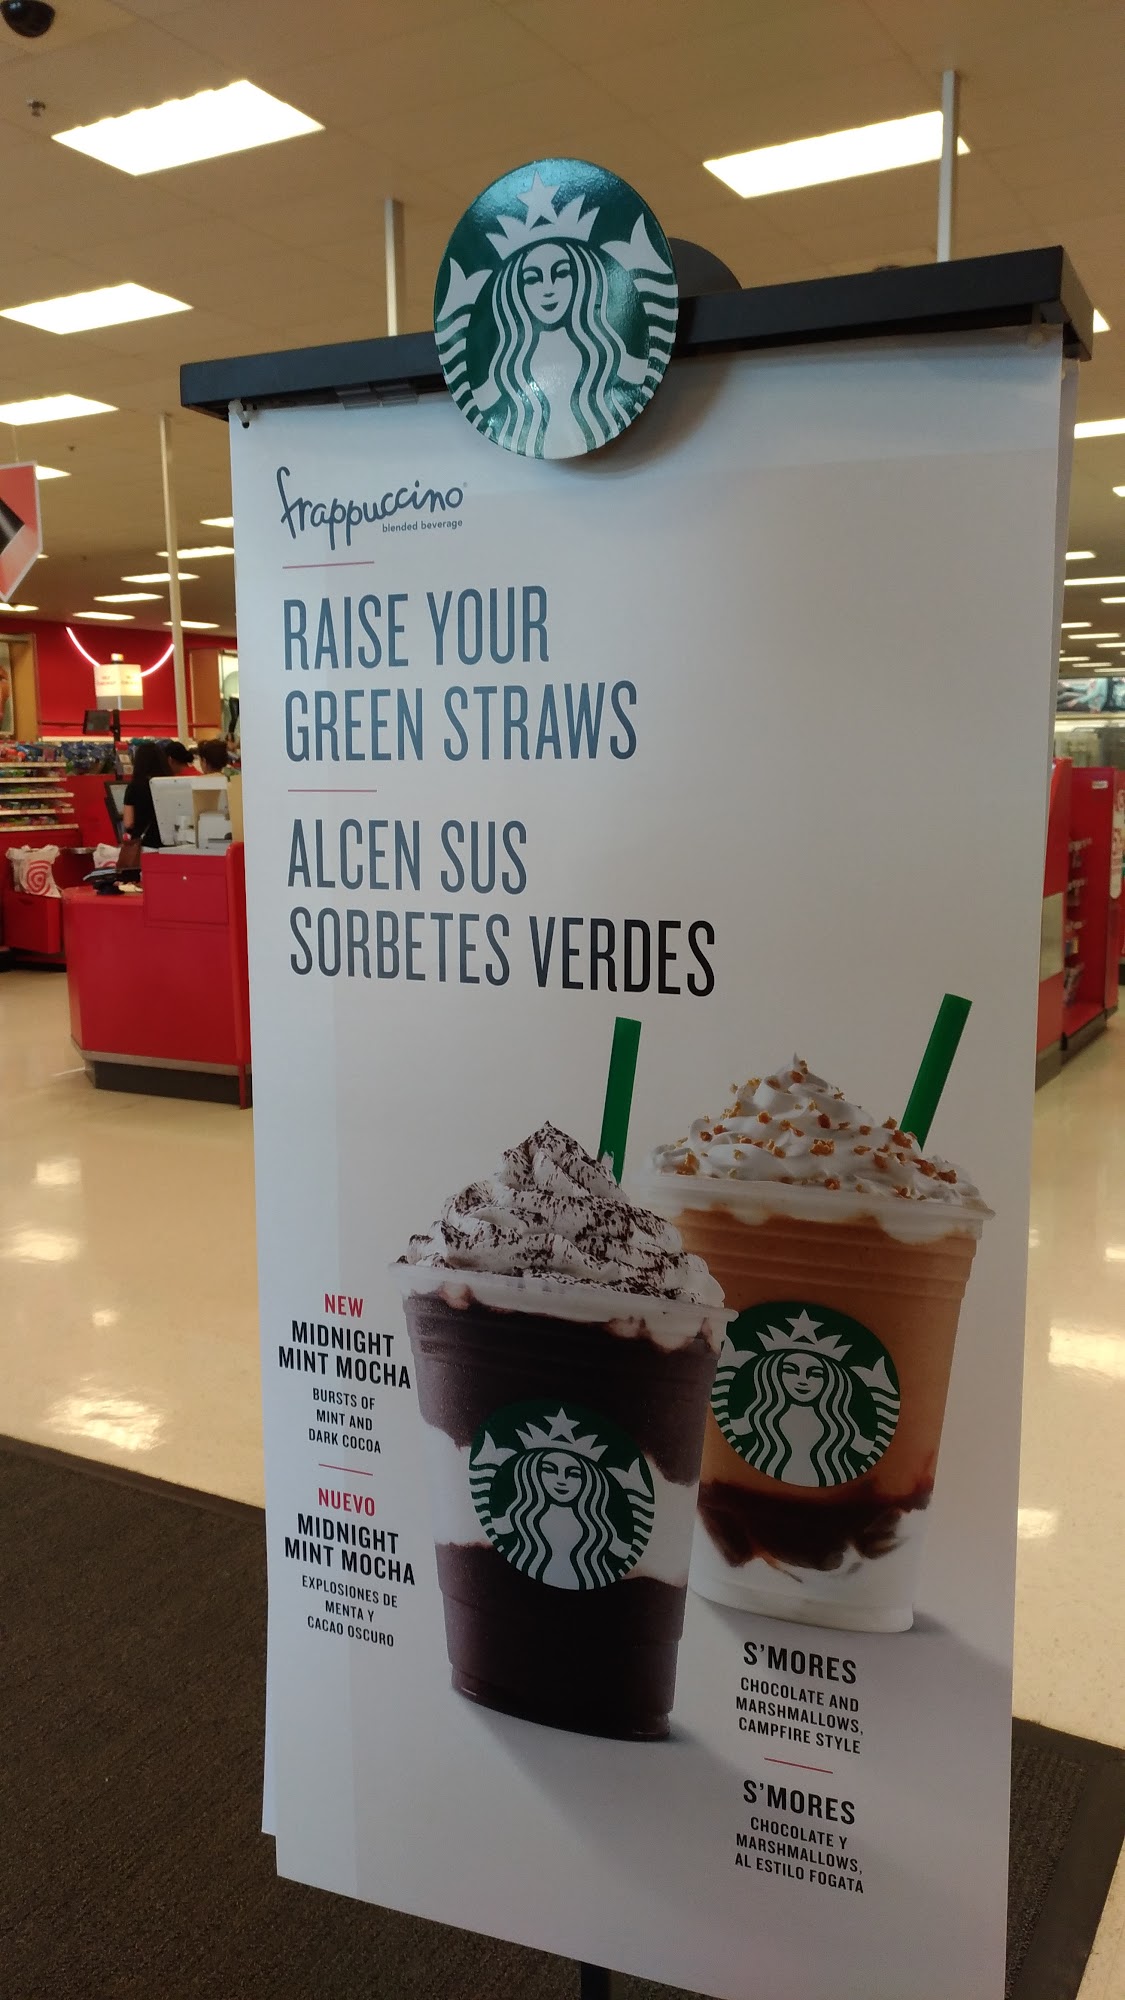 frappuccino®
blended beverage
RAISE YOUR
GREEN STRAWS
ALCEN SUS
SORBETES VERDES
NEW
MIDNIGHT
MINT MOCHA
BURSTS OF
MINT AND
DARK COCOA
NUEVO
MIDNIGHT
MINT MOCHA
EXPLOSIONES DE
MENTA Y
CACAO OSCURO
S'MORES
CHOCOLATE AND
MARSHMALLOWS,
CAMPFIRE STYLE
S'MORES
CHOCOLATE Y
MARSHMALLOWS,
AL ESTILO FOGATA